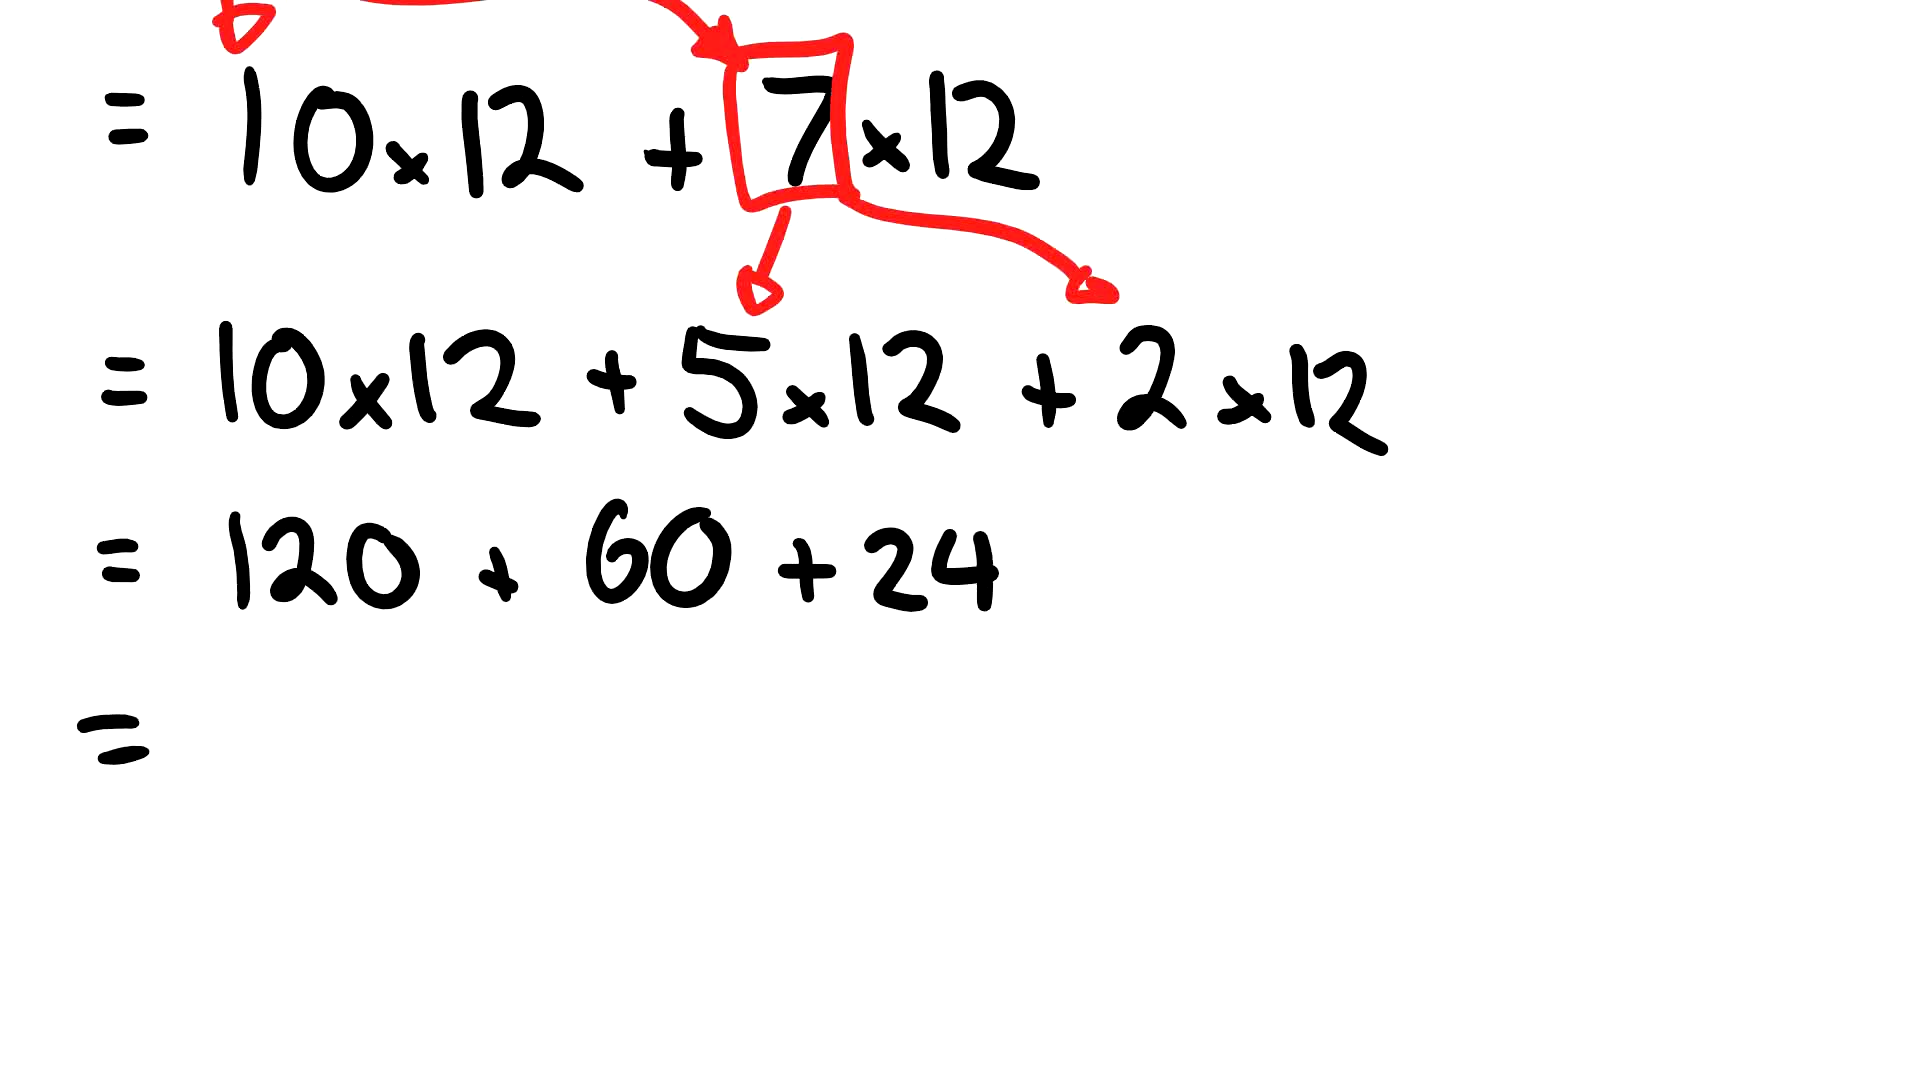 = 10 × 12 + 7 × 12
= 10 × 12 + 5 × 12 + 2 × 12
= 120 + 60 + 24
=